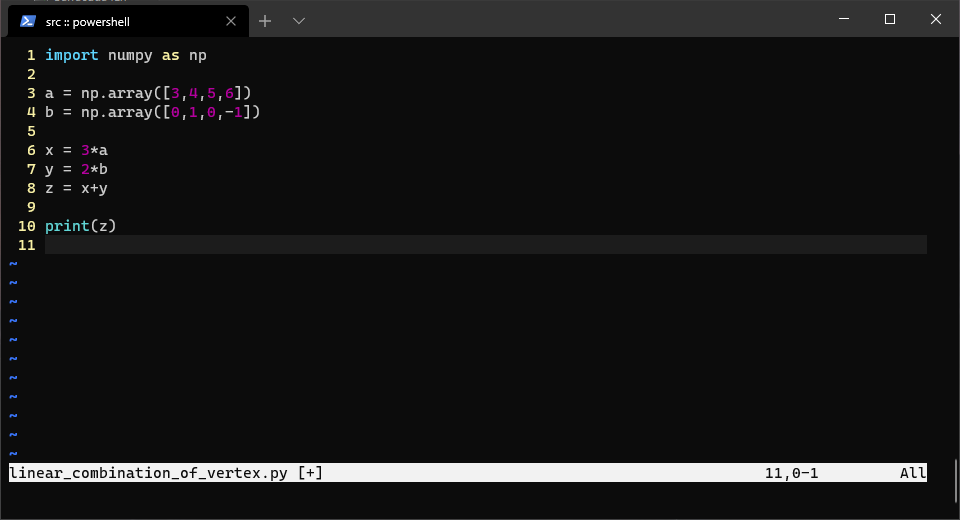 src :: powershell
1 import numpy as np
2
3 a = np.array([3,4,5,6])
4 b = np.array([0,1,0,-1])
5
6 x = 3*a
7 y = 2*b
8 z = x+y
9
10 print(z)
11
~
~
~
~
~
~
~
~
~
~
~
linear_combination_of_vertex.py [+] 11,0-1 All